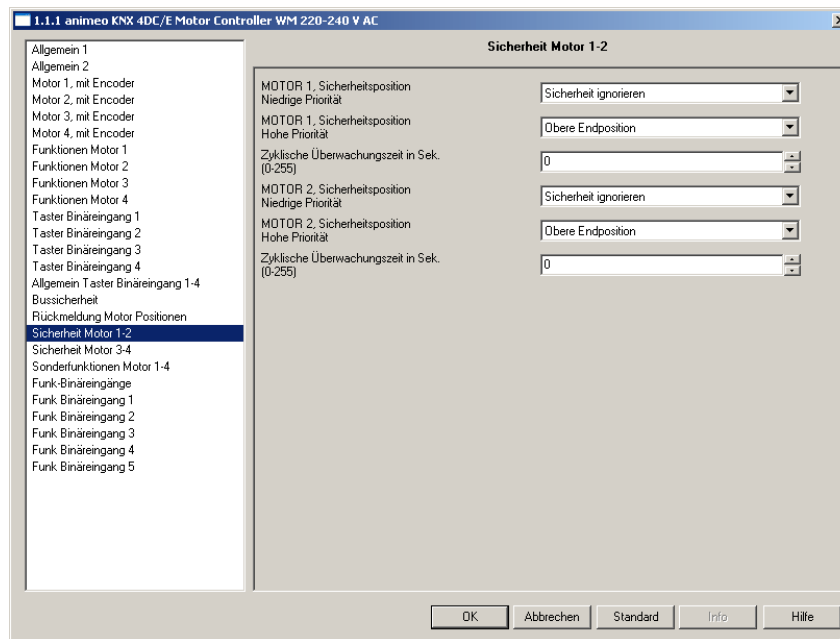 1.1.1 animeo KNX 4DC/E Motor Controller WM 220-240 V AC
Allgemein 1
Allgemein 2
Motor 1, mit Encoder
Motor 2, mit Encoder
Motor 3, mit Encoder
Motor 4, mit Encoder
Funktionen Motor 1
Funktionen Motor 2
Funktionen Motor 3
Funktionen Motor 4
Taster Binäreingang 1
Taster Binäreingang 2
Taster Binäreingang 3
Taster Binäreingang 4
Allgemein Taster Binäreingang 1-4
Bussicherheit
Rückmeldung Motor Positionen
Sicherheit Motor 1-2
Sicherheit Motor 3-4
Sonderfunktionen Motor 1-4
Funk-Binäreingänge
Funk Binäreingang 1
Funk Binäreingang 2
Funk Binäreingang 3
Funk Binäreingang 4
Funk Binäreingang 5
Sicherheit Motor 1-2
MOTOR 1, Sicherheitsposition
Niedrige Priorität
Sicherheit ignorieren
MOTOR 1, Sicherheitsposition
Hohe Priorität
Obere Endposition
Zyklische Überwachungszeit in Sek.
(0-255)
0
MOTOR 2, Sicherheitsposition
Niedrige Priorität
Sicherheit ignorieren
MOTOR 2, Sicherheitsposition
Hohe Priorität
Obere Endposition
Zyklische Überwachungszeit in Sek.
(0-255)
0
OK
Abbrechen
Standard
Info
Hilfe